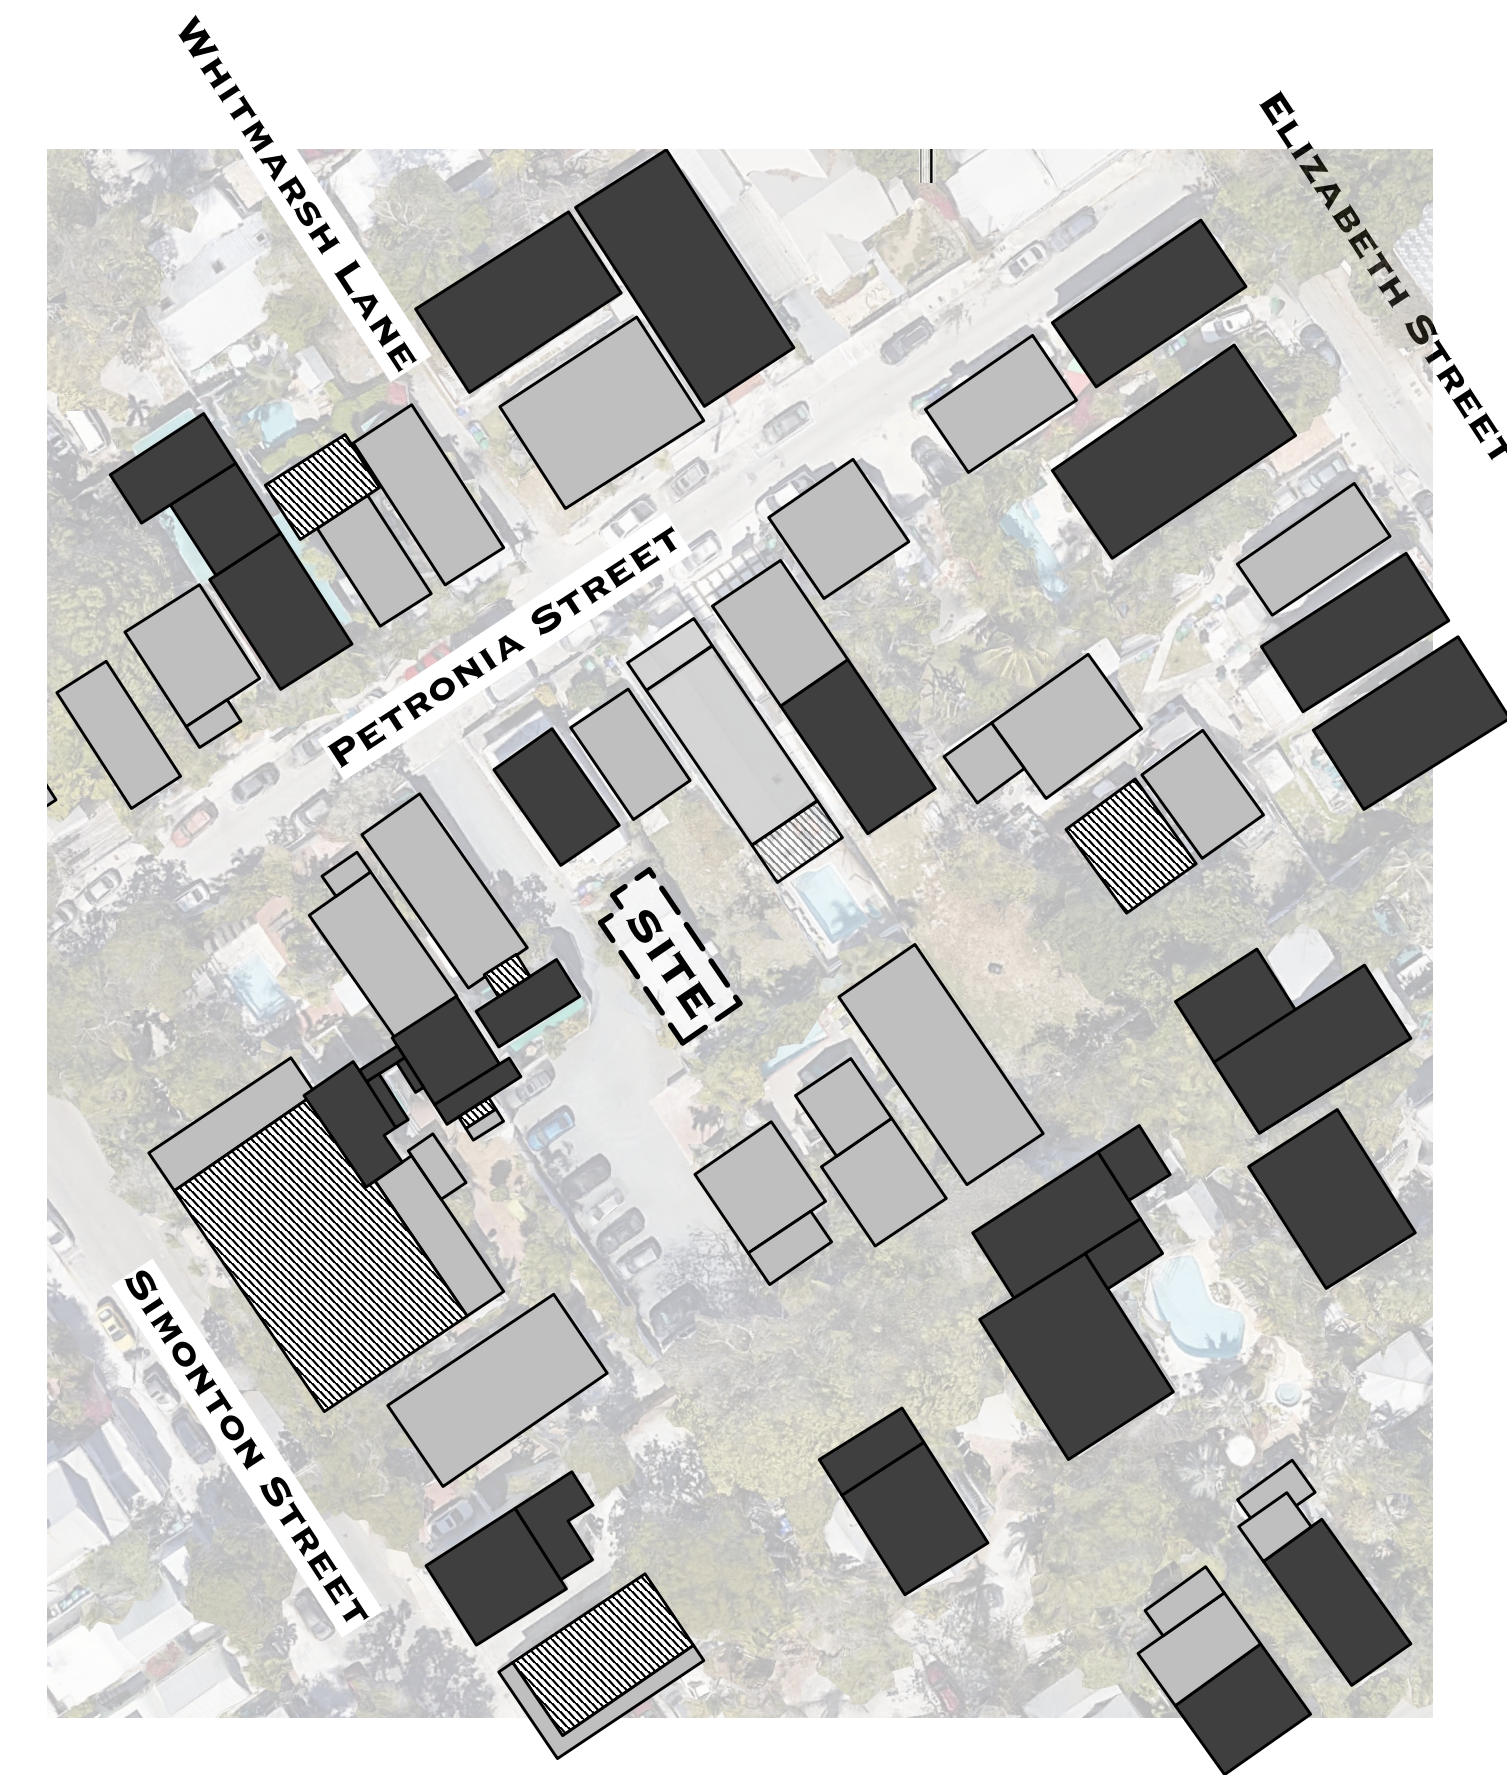 Whitmarsh Lane
Elizabeth Street
Petronia Street
SITE
Simonton Street